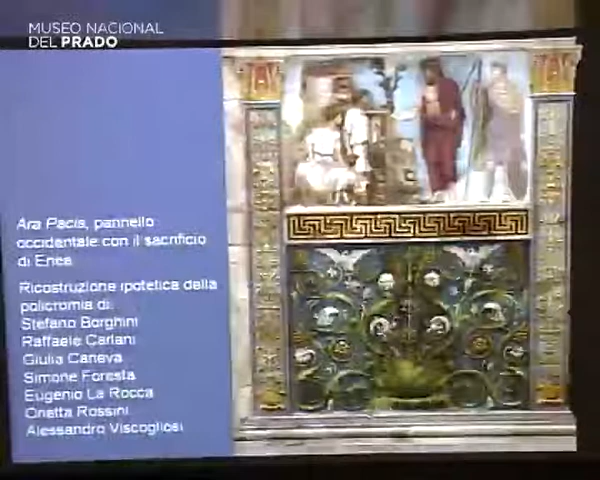 MUSEO NACIONAL
DEL PRADO
Ara Pacis, pannello
occidentale con il sacrificio
di Enea
Ricostruzione ipotetica della
policromia di:
Stefano Borghini
Raffaele Carlani
Giulia Caneva
Simone Foresta
Eugenio La Rocca
Orietta Rossini
Alessandro Viscogliosi